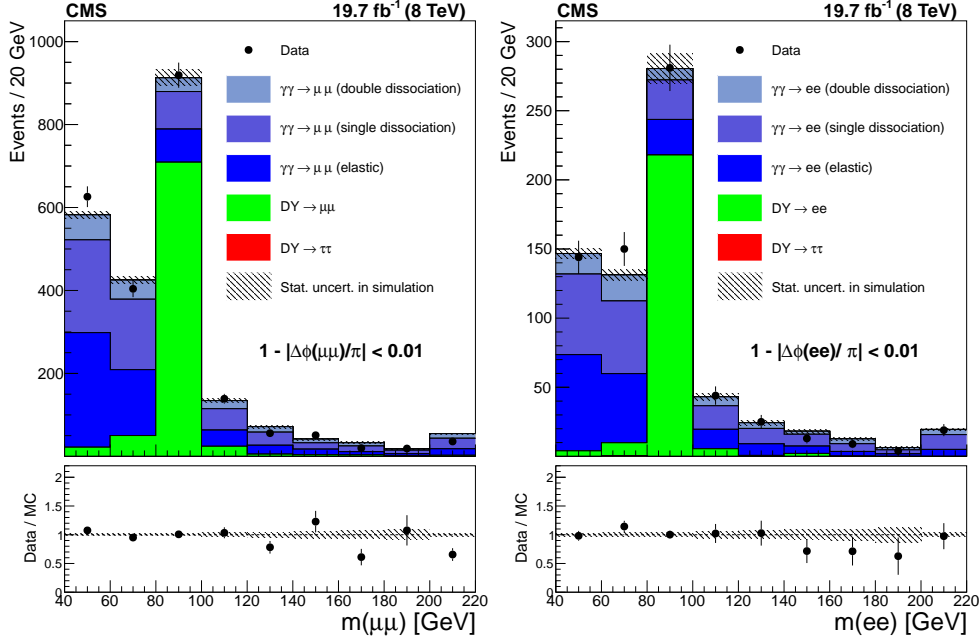 CMS 19.7 fb⁻¹ (8 TeV)
Events / 20 GeV
1000
800
600
400
200
Data
γγ → μ μ (double dissociation)
γγ → μ μ (single dissociation)
γγ → μ μ (elastic)
DY → μμ
DY → ττ
Stat. uncert. in simulation
1 - |Δϕ(μμ)/π| < 0.01
Data / MC
2
1.5
1
0.5
0
40 60 80 100 120 140 160 180 200 220
m(μμ) [GeV]
CMS 19.7 fb⁻¹ (8 TeV)
Events / 20 GeV
300
250
200
150
100
50
Data
γγ → ee (double dissociation)
γγ → ee (single dissociation)
γγ → ee (elastic)
DY → ee
DY → ττ
Stat. uncert. in simulation
1 - |Δϕ(ee)/ π| < 0.01
Data / MC
2
1.5
1
0.5
0
40 60 80 100 120 140 160 180 200 220
m(ee) [GeV]